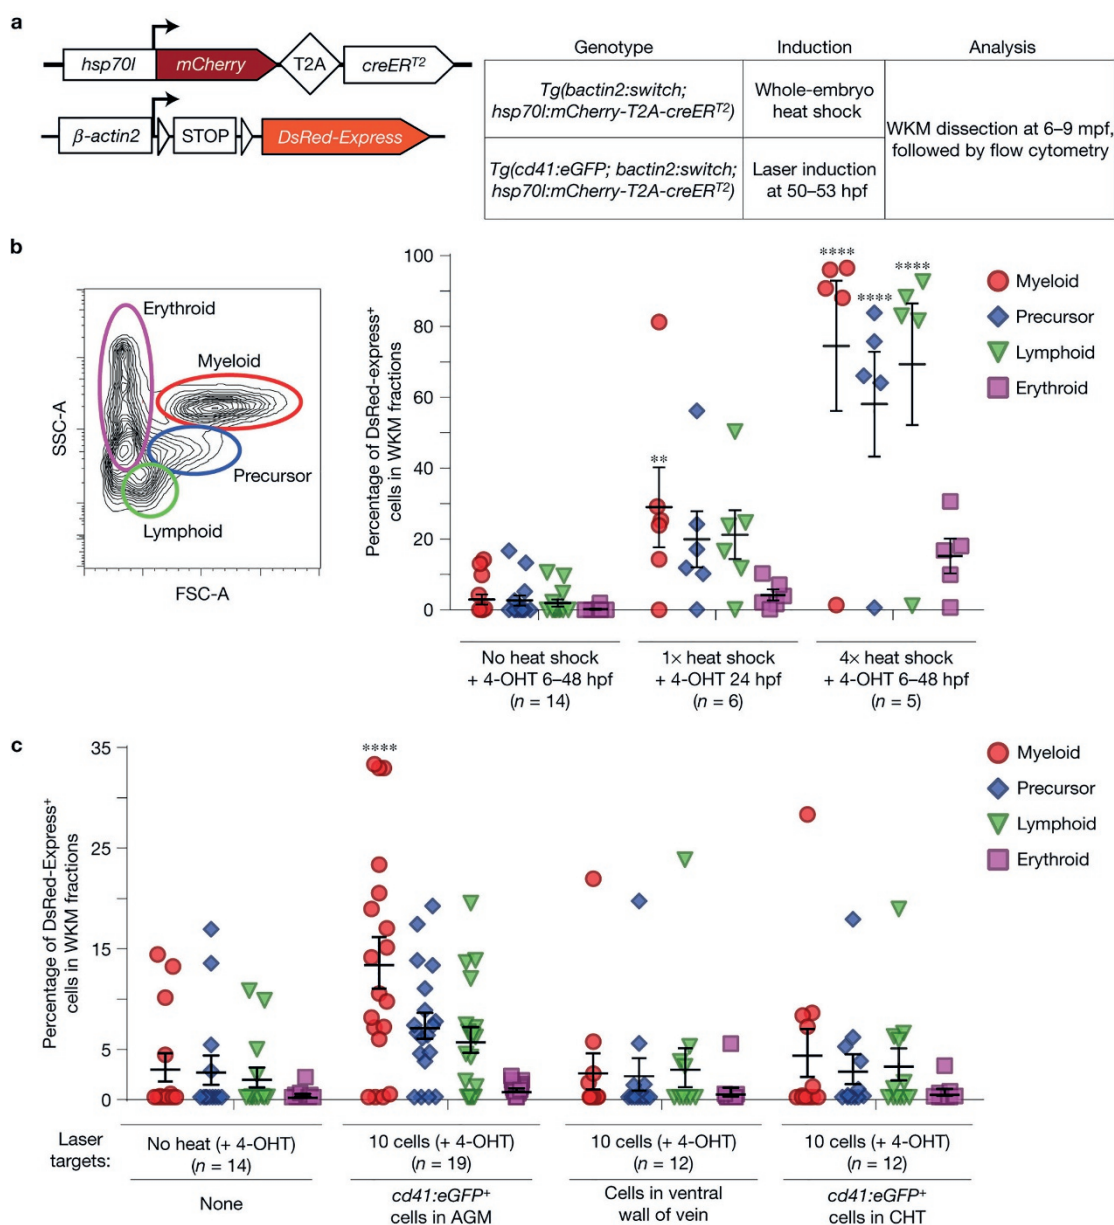 a
hsp70l mCherry T2A creERT2
β-actin2 STOP DsRed-Express
Genotype Induction Analysis
Tg(bactin2:switch;
hsp70l:mCherry-T2A-creERT2)
Whole-embryo
heat shock
Tg(cd41:eGFP; bactin2:switch;
hsp70l:mCherry-T2A-creERT2)
Laser induction
at 50–53 hpf
WKM dissection at 6–9 mpf,
followed by flow cytometry
b
Erythroid
Myeloid
Precursor
Lymphoid
SSC-A
FSC-A
Percentage of DsRed-express+
cells in WKM fractions
100
80
60
40
20
0
**
****
****
****
Myeloid
Precursor
Lymphoid
Erythroid
No heat shock
+ 4-OHT 6–48 hpf
(n = 14)
1× heat shock
+ 4-OHT 24 hpf
(n = 6)
4× heat shock
+ 4-OHT 6–48 hpf
(n = 5)
c
Percentage of DsRed-Express+
cells in WKM fractions
35
25
15
5
0
****
Myeloid
Precursor
Lymphoid
Erythroid
Laser
targets:
No heat (+ 4-OHT)
(n = 14)
None
10 cells (+ 4-OHT)
(n = 19)
cd41:eGFP+
cells in AGM
10 cells (+ 4-OHT)
(n = 12)
Cells in ventral
wall of vein
10 cells (+ 4-OHT)
(n = 12)
cd41:eGFP+
cells in CHT